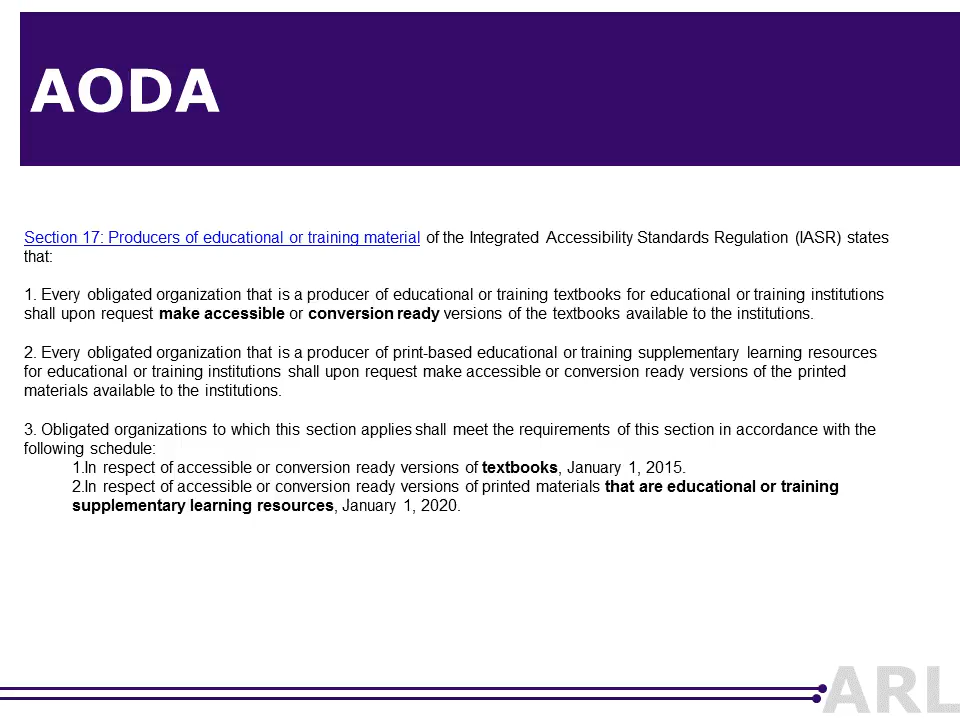 AODA
Section 17: Producers of educational or training material of the Integrated Accessibility Standards Regulation (IASR) states
that:
1. Every obligated organization that is a producer of educational or training textbooks for educational or training institutions
shall upon request make accessible or conversion ready versions of the textbooks available to the institutions.
2. Every obligated organization that is a producer of print-based educational or training supplementary learning resources
for educational or training institutions shall upon request make accessible or conversion ready versions of the printed
materials available to the institutions.
3. Obligated organizations to which this section applies shall meet the requirements of this section in accordance with the
following schedule:
1.In respect of accessible or conversion ready versions of textbooks, January 1, 2015.
2.In respect of accessible or conversion ready versions of printed materials that are educational or training
supplementary learning resources, January 1, 2020.
ARL